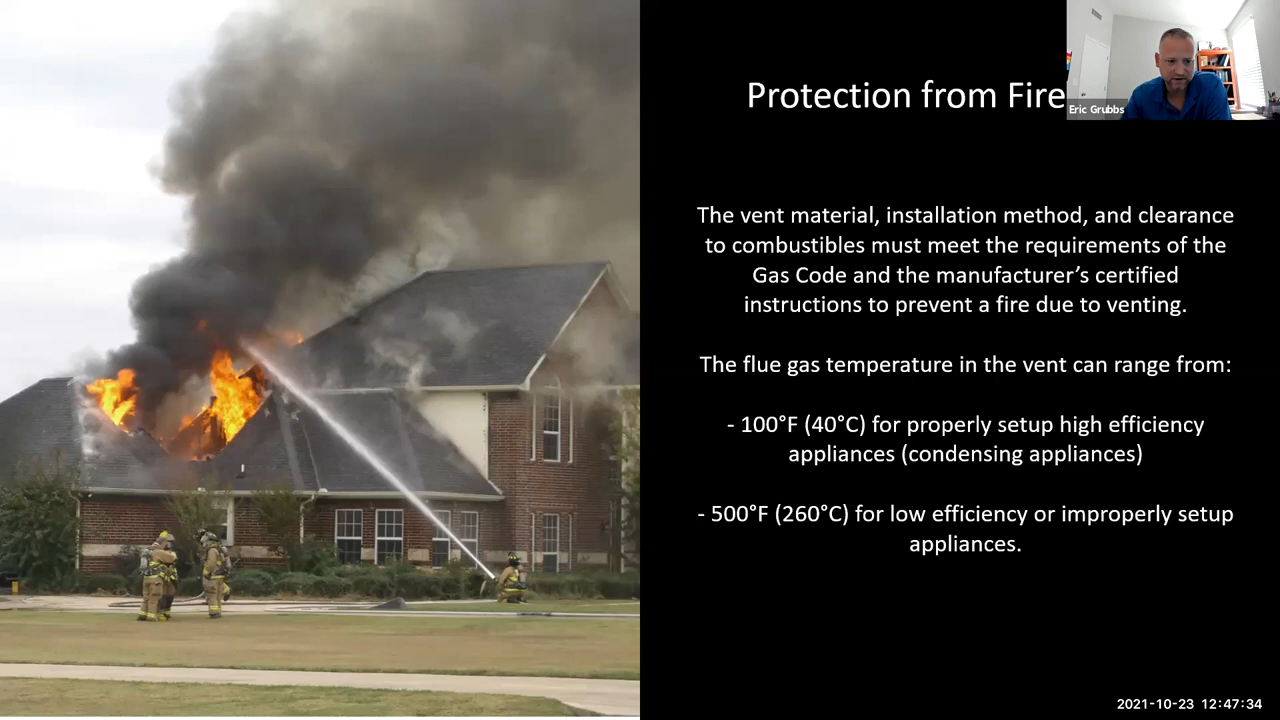 Protection from Fire
Eric Grubbs
The vent material, installation method, and clearance
to combustibles must meet the requirements of the
Gas Code and the manufacturer’s certified
instructions to prevent a fire due to venting.
The flue gas temperature in the vent can range from:
- 100°F (40°C) for properly setup high efficiency
appliances (condensing appliances)
- 500°F (260°C) for low efficiency or improperly setup
appliances.
2021-10-23 12:47:34